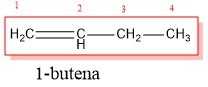 1 2 3 4
H₂C=CH—CH₂—CH₃
1-butena